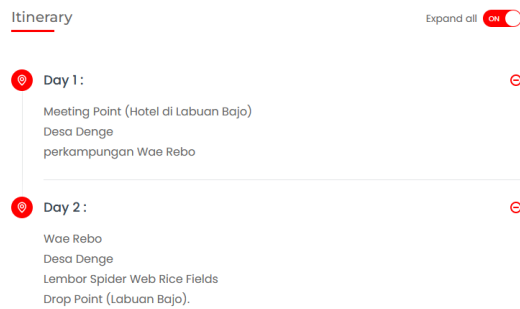 Itinerary
Expand all ON
Day 1 :
Meeting Point (Hotel di Labuan Bajo)
Desa Denge
perkampungan Wae Rebo
Day 2 :
Wae Rebo
Desa Denge
Lembor Spider Web Rice Fields
Drop Point (Labuan Bajo).